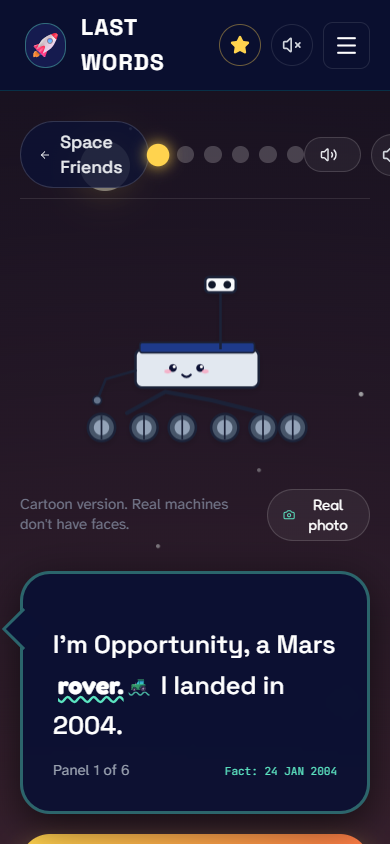 LAST
WORDS
Space
Friends
Cartoon version. Real machines
don't have faces.
Real
photo
I'm Opportunity, a Mars
rover. I landed in
2004.
Panel 1 of 6
Fact: 24 JAN 2004